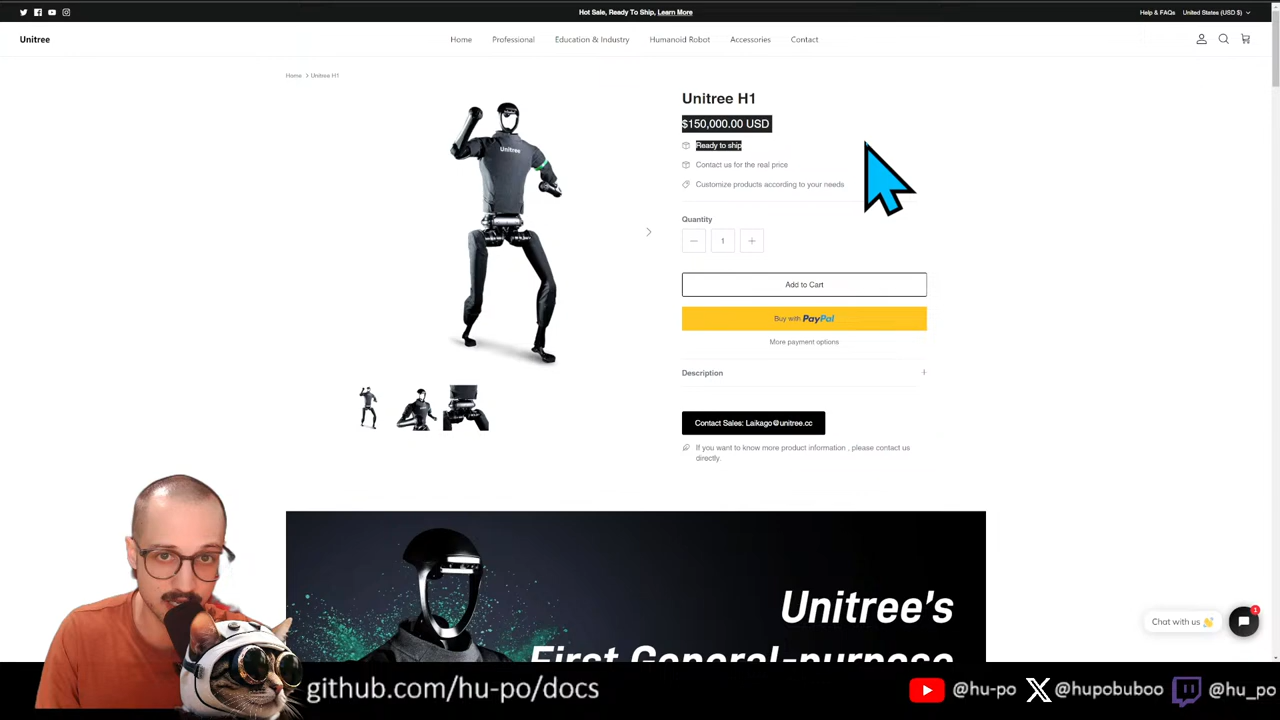 Hot Sale, Ready To Ship, Learn More
Help & FAQs
United States (USD $)
Unitree
Home
Professional
Education & Industry
Humanoid Robot
Accessories
Contact
Home > Unitree H1
Unitree
Unitree H1
$150,000.00 USD
Ready to ship
Contact us for the real price
Customize products according to your needs
Quantity
1
Add to Cart
Buy with PayPal
More payment options
Description
Contact Sales: Laikago@unitree.cc
If you want to know more product information , please contact us
directly.
Unitree's
First General-purpose
Chat with us 👋
1
github.com/hu-po/docs
@hu-po
@hupobuboo
@hu_po